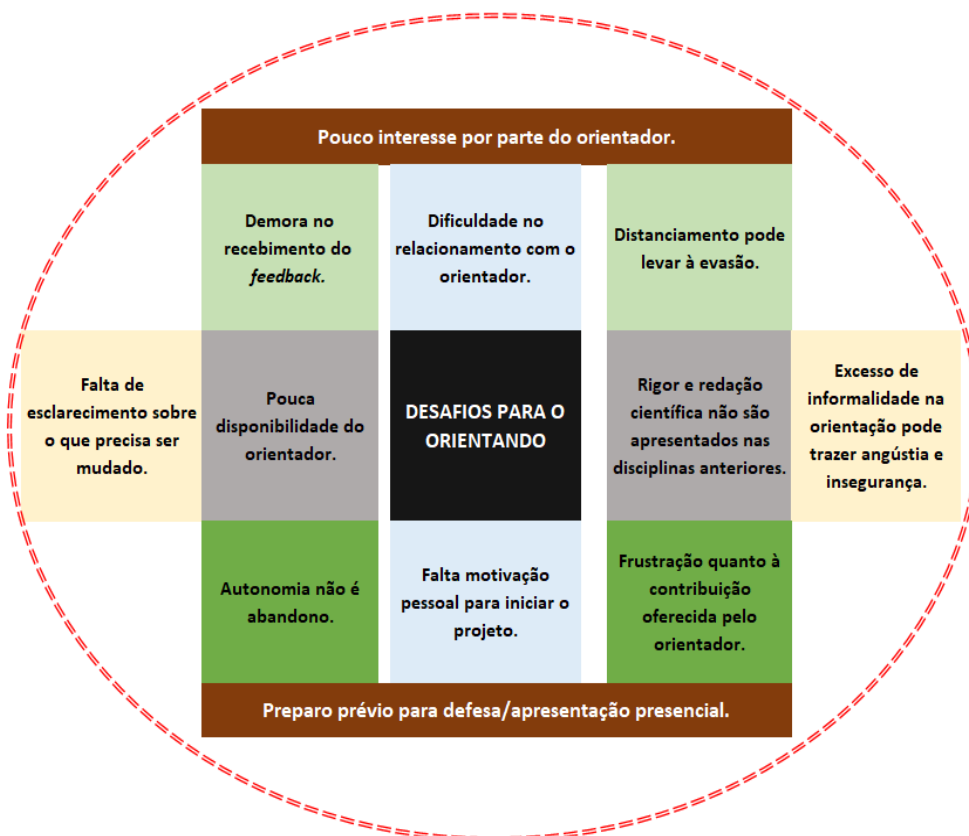 Pouco interesse por parte do orientador.
Demora no
recebimento do
feedback.
Dificuldade no
relacionamento com o
orientador.
Distanciamento pode
levar à evasão.
Falta de
esclarecimento sobre
o que precisa ser
mudado.
Pouca
disponibilidade do
orientador.
DESAFIOS PARA O
ORIENTANDO
Rigor e redação
científica não são
apresentados nas
disciplinas anteriores.
Excesso de
informalidade na
orientação pode
trazer angústia e
insegurança.
Autonomia não é
abandono.
Falta motivação
pessoal para iniciar o
projeto.
Frustração quanto à
contribuição
oferecida pelo
orientador.
Preparo prévio para defesa/apresentação presencial.